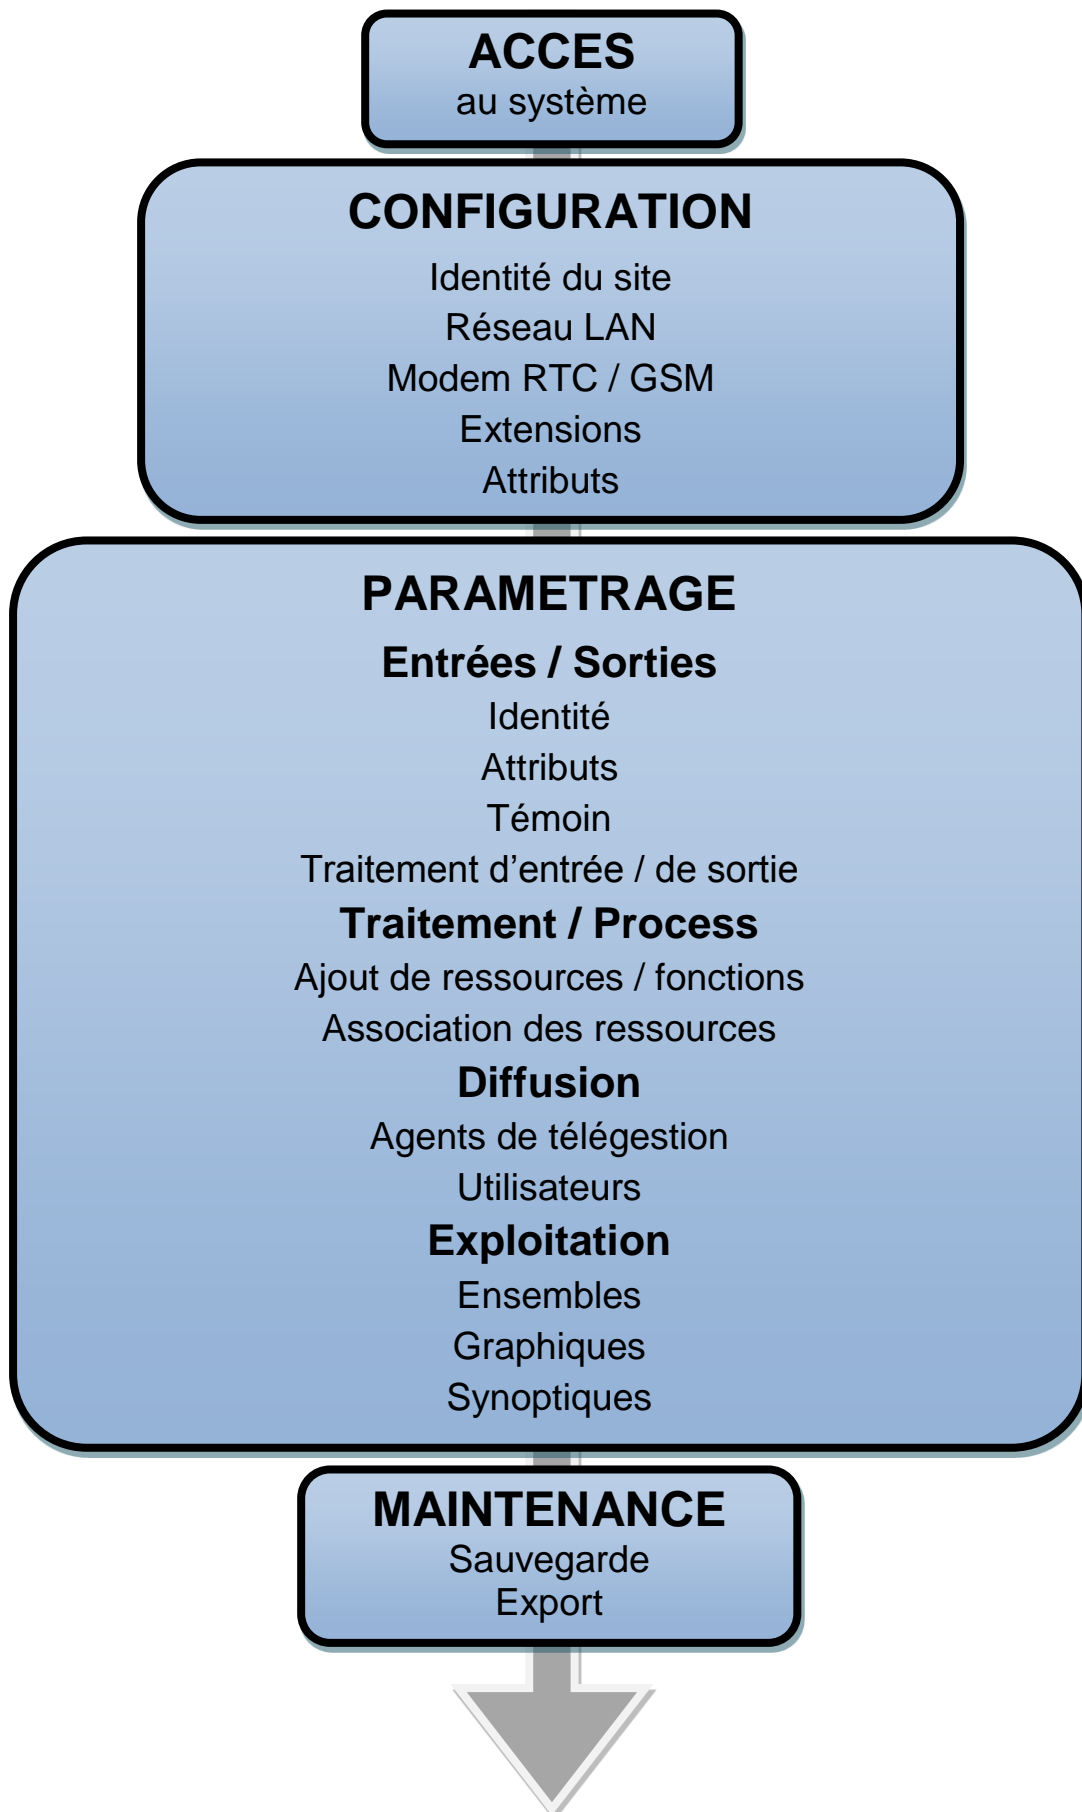 ACCES
au système
CONFIGURATION
Identité du site
Réseau LAN
Modem RTC / GSM
Extensions
Attributs
PARAMETRAGE
Entrées / Sorties
Identité
Attributs
Témoin
Traitement d’entrée / de sortie
Traitement / Process
Ajout de ressources / fonctions
Association des ressources
Diffusion
Agents de télégestion
Utilisateurs
Exploitation
Ensembles
Graphiques
Synoptiques
MAINTENANCE
Sauvegarde
Export